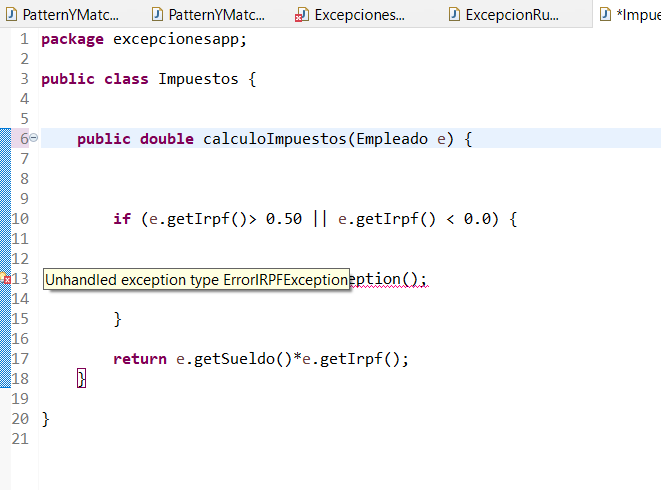 PatternYMatc... PatternYMatc... Excepciones... ExcepcionRu... *Impue
1 package excepcionesapp;
2
3 public class Impuestos {
4
5
6 public double calculoImpuestos(Empleado e) {
7
8
9
10 if (e.getIrpf()> 0.50 || e.getIrpf() < 0.0) {
11
12
13 Unhandled exception type ErrorIRPFException eption();
14
15 }
16
17 return e.getSueldo()*e.getIrpf();
18 }
19
20 }
21